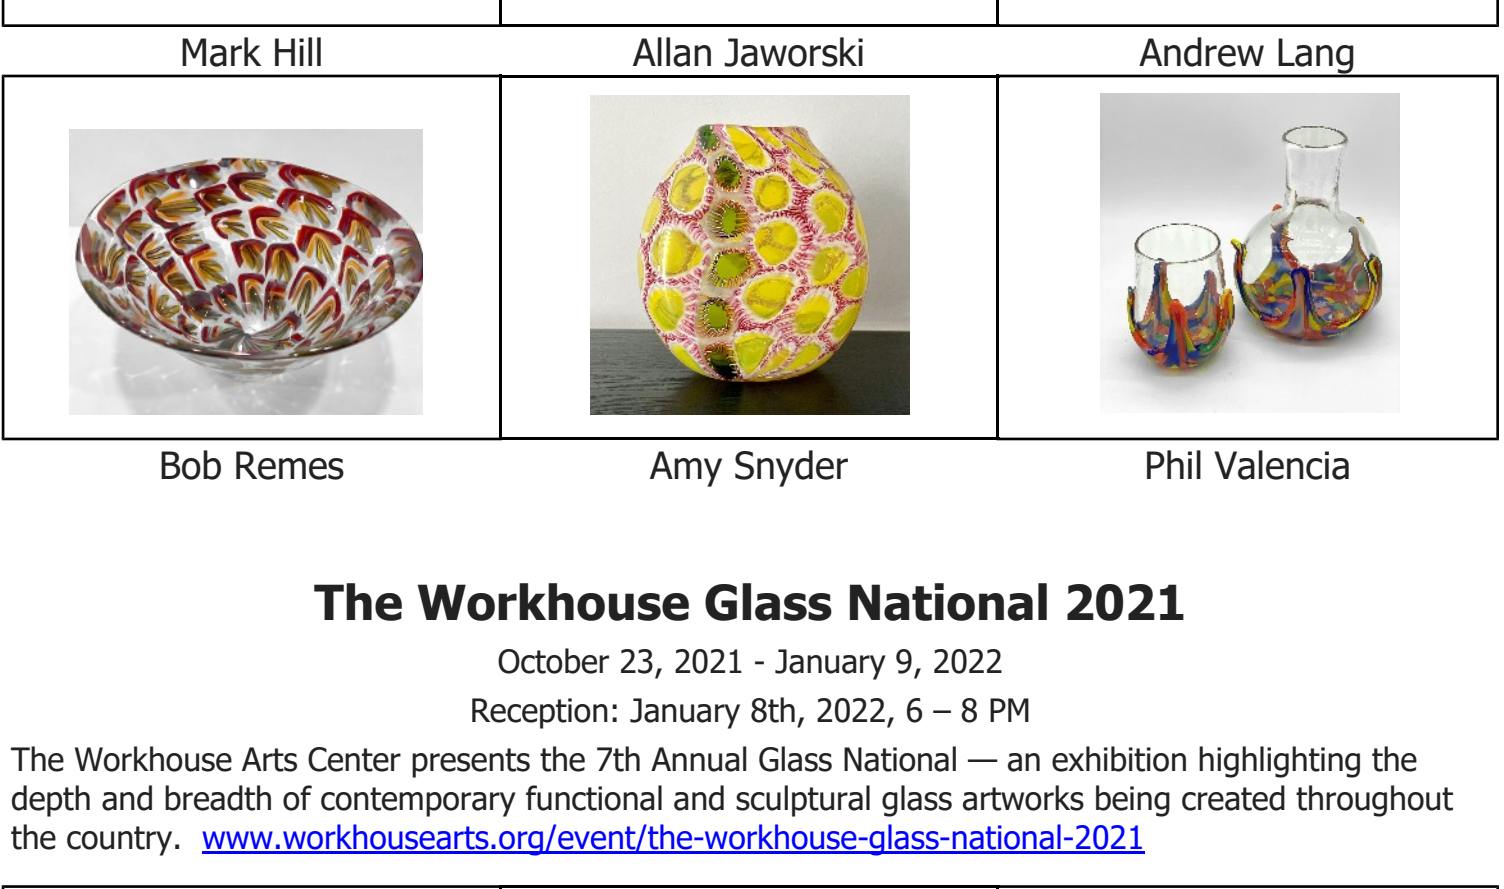 Mark Hill
Allan Jaworski
Andrew Lang
Bob Remes
Amy Snyder
Phil Valencia
The Workhouse Glass National 2021
October 23, 2021 - January 9, 2022
Reception: January 8th, 2022, 6 – 8 PM
The Workhouse Arts Center presents the 7th Annual Glass National — an exhibition highlighting the
depth and breadth of contemporary functional and sculptural glass artworks being created throughout
the country.  www.workhousearts.org/event/the-workhouse-glass-national-2021